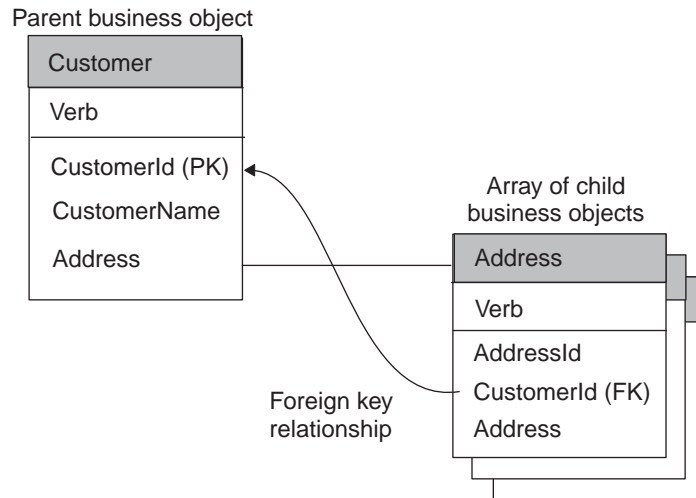 Parent business object
Customer
Verb
CustomerId (PK)
CustomerName
Address
Array of child
business objects
Address
Verb
AddressId
CustomerId (FK)
Address
Foreign key
relationship